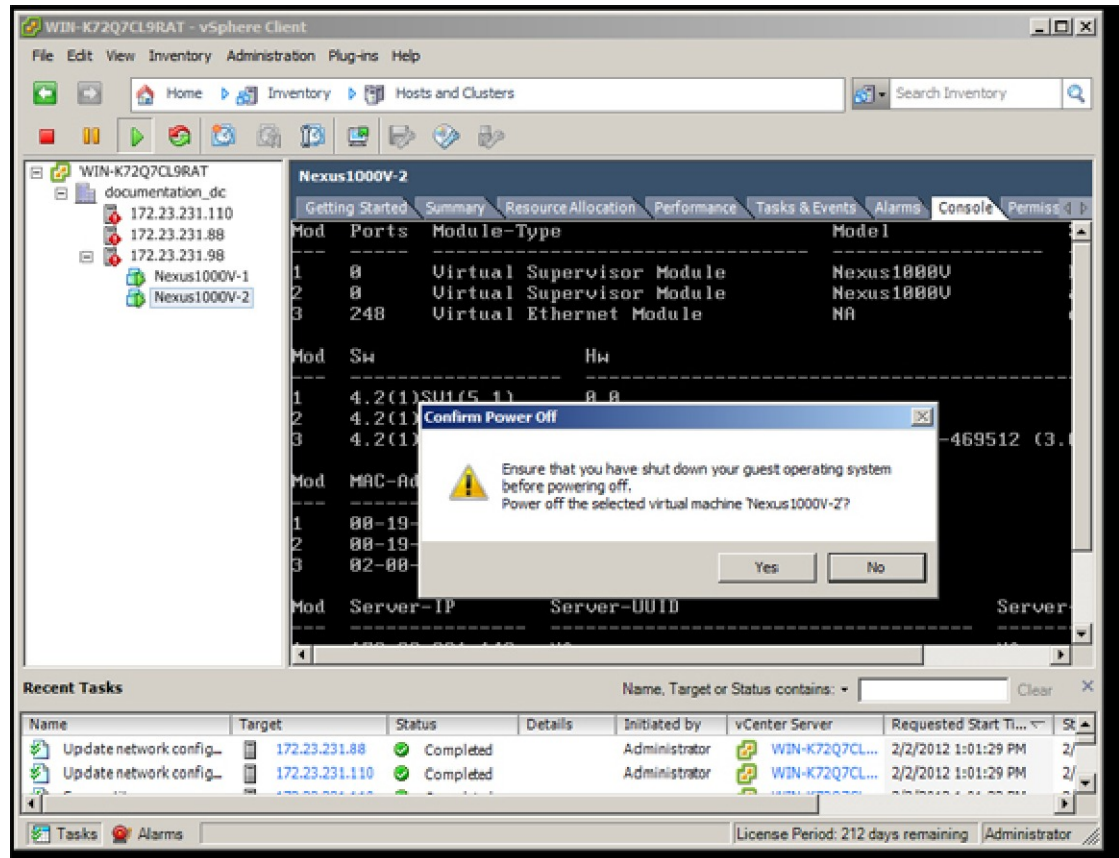 WIN-K72Q7CL9RAT - vSphere Client
File Edit View Inventory Administration Plug-ins Help
Home Inventory Hosts and Clusters Search Inventory
WIN-K72Q7CL9RAT
documentation_dc
172.23.231.110
172.23.231.88
172.23.231.98
Nexus1000V-1
Nexus1000V-2
Nexus1000V-2
Getting Started Summary Resource Allocation Performance Tasks & Events Alarms Console Permiss
Mod Ports Module-Type Model
1 0 Virtual Supervisor Module Nexus1000V
2 0 Virtual Supervisor Module Nexus1000V
3 248 Virtual Ethernet Module NA
Mod Sw Hw
1 4.2(1)SV1(5.1) 0.0
2 4.2(1)
3 4.2(1) -469512 (3.
Mod MAC-Ad
1 00-19-
2 00-19-
3 02-00-
Mod Server-IP Server-UUID Server-
Confirm Power Off
Ensure that you have shut down your guest operating system
before powering off.
Power off the selected virtual machine 'Nexus1000V-2'?
Yes No
Recent Tasks Name, Target or Status contains: Clear
Name Target Status Details Initiated by vCenter Server Requested Start Ti... St
Update network config... 172.23.231.88 Completed Administrator WIN-K72Q7CL... 2/2/2012 1:01:29 PM 2/
Update network config... 172.23.231.110 Completed Administrator WIN-K72Q7CL... 2/2/2012 1:01:29 PM 2/
Tasks Alarms License Period: 212 days remaining Administrator